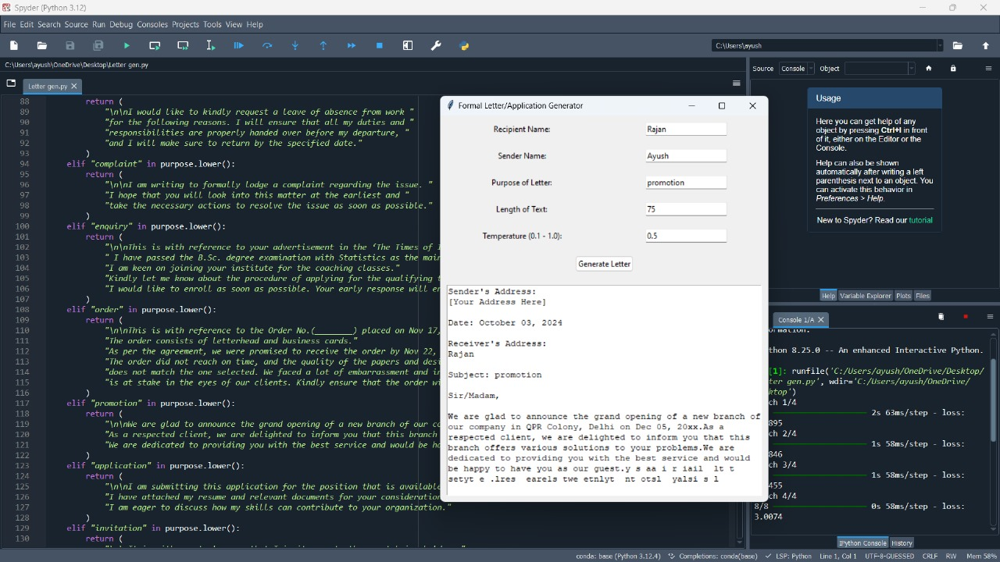 Spyder (Python 3.12)
File Edit Search Source Run Debug Consoles Projects Tools View Help
C:\Users\ayush
C:\Users\ayush\OneDrive\Desktop\Letter gen.py
Letter gen.py
88 return (
89 "\n\nI would like to kindly request a leave of absence from work "
90 "for the following reasons. I will ensure that all my duties and "
91 "responsibilities are properly handed over before my departure, "
92 "and I will make sure to return by the specified date."
93 )
94 elif "complaint" in purpose.lower():
95 return (
96 "\n\nI am writing to formally lodge a complaint regarding the issue. "
97 "I hope that you will look into this matter at the earliest and "
98 "take the necessary actions to resolve the issue as soon as possible."
99 )
100 elif "enquiry" in purpose.lower():
101 return (
102 "\n\nThis is with reference to your advertisement in the ‘The Times of
103 " I have passed the B.Sc. degree examination with Statistics as the
104 "I am keen on joining your institute for the coaching classes."
105 "Kindly let me know about the procedure of applying for the qualifying
106 "I would like to enroll as soon as possible. Your early response will
107 )
108 elif "order" in purpose.lower():
109 return (
110 "\n\nThis is with reference to the Order No.(________) placed on Nov 17,
111 "The order consists of letterhead and business cards."
112 "As per the agreement, we were promised to receive the order by Nov 22,
113 "The order did not reach on time, and the quality of the papers and
114 "does not match the one selected. We faced a lot of embarrassment and
115 "is at stake in the eyes of our clients. Kindly ensure that the order
116 )
117 elif "promotion" in purpose.lower():
118 return (
119 "\n\nWe are glad to announce the grand opening of a new branch of our
120 "As a respected client, we are delighted to inform you that this branch
121 "We are dedicated to providing you with the best service and would be
122 )
123 elif "application" in purpose.lower():
124 return (
125 "\n\nI am submitting this application for the position that is
126 "I have attached my resume and relevant documents for your consideration
127 "I am eager to discuss how my skills can contribute to your organization."
128 )
129 elif "invitation" in purpose.lower():
130 return (
Formal Letter/Application Generator
Recipient Name: Rajan
Sender Name: Ayush
Purpose of Letter: promotion
Length of Text: 75
Temperature (0.1 - 1.0): 0.5
Generate Letter
Sender's Address:
[Your Address Here]
Date: October 03, 2024
Receiver's Address:
Rajan
Subject: promotion
Sir/Madam,
We are glad to announce the grand opening of a new branch of
our company in QPR Colony, Delhi on Dec 05, 20xx.As a
respected client, we are delighted to inform you that this
branch offers various solutions to your problems.We are
dedicated to providing you with the best service and would
be happy to have you as our guest.y s aa i r iail  lt t
setyt e .lres  earels twe etnlyt  nt otsl  yalsi s l
Source Console Object
Usage
Here you can get help of any
object by pressing Ctrl+I in front
of it, either on the Editor or the
Console.
Help can also be shown
automatically after writing a left
parenthesis next to an object. You
can activate this behavior in
Preferences > Help.
New to Spyder? Read our tutorial
Help Variable Explorer Plots Files
Console 1/A
thon 8.25.0 -- An enhanced Interactive Python.
[1]: runfile('C:/Users/ayush/OneDrive/Desktop/
ter gen.py', wdir='C:/Users/ayush/OneDrive/
ktop')
ch 1/4
2s 63ms/step - loss:
895
ch 2/4
1s 58ms/step - loss:
846
ch 3/4
1s 58ms/step - loss:
455
ch 4/4
8/8 0s 58ms/step - loss:
3.0074
IPython Console History
conda: base (Python 3.12.4) Completions: conda(base) LSP: Python Line 1, Col 1 UTF-8-GUESSED CRLF RW Mem 58%